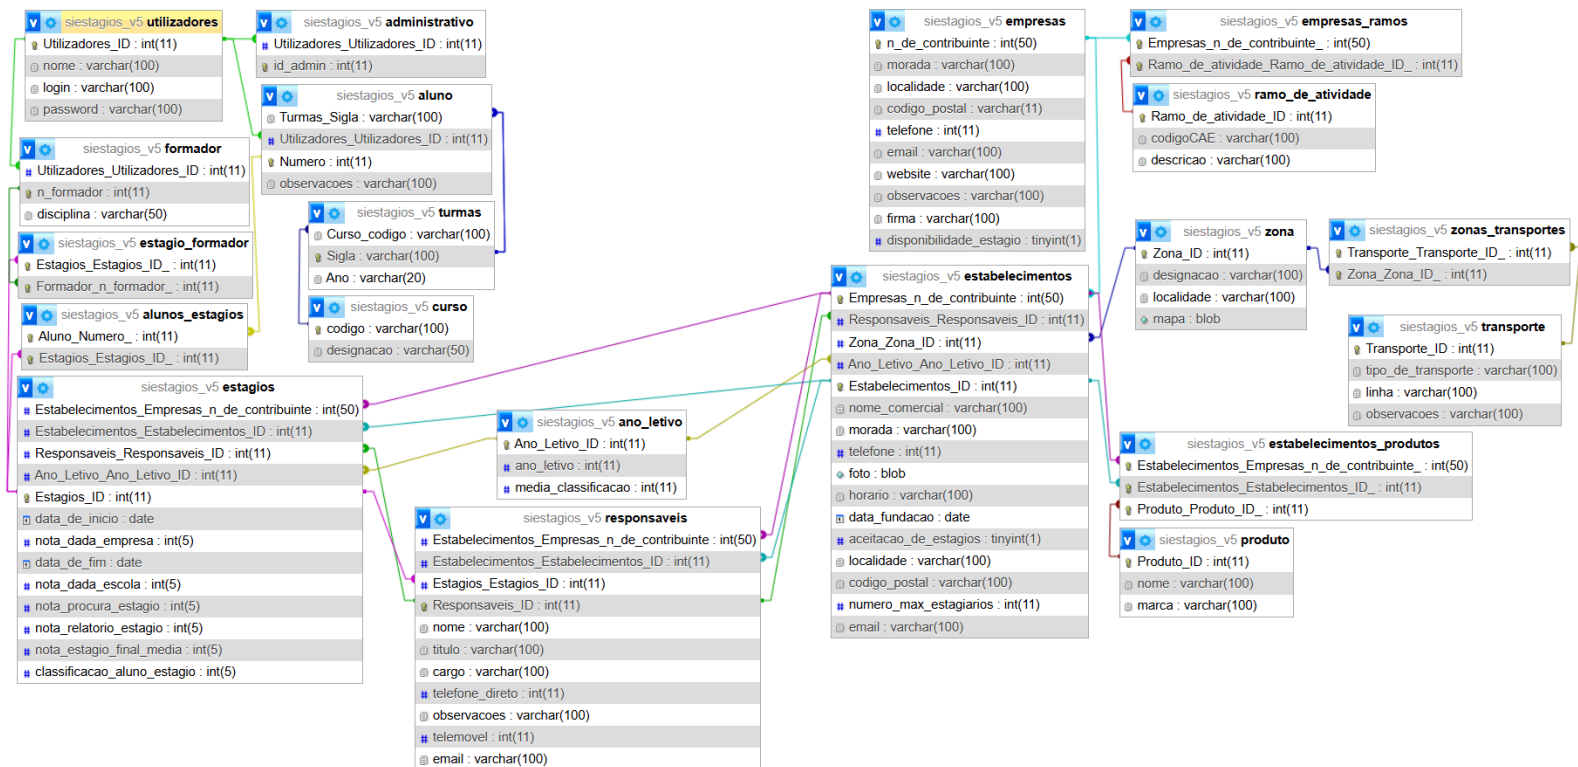 siestagios_v5 utilizadores
Utilizadores_ID : int(11)
nome : varchar(100)
login : varchar(100)
password : varchar(100)
siestagios_v5 administrativo
Utilizadores_Utilizadores_ID : int(11)
id_admin : int(11)
siestagios_v5 aluno
Turmas_Sigla : varchar(100)
Utilizadores_Utilizadores_ID : int(11)
Numero : int(11)
observacoes : varchar(100)
siestagios_v5 formador
Utilizadores_Utilizadores_ID : int(11)
n_formador : int(11)
disciplina : varchar(50)
siestagios_v5 turmas
Curso_codigo : varchar(100)
Sigla : varchar(100)
Ano : varchar(20)
siestagios_v5 estagio_formador
Estagios_Estagios_ID_ : int(11)
Formador_n_formador_ : int(11)
siestagios_v5 curso
codigo : varchar(100)
designacao : varchar(50)
siestagios_v5 alunos_estagios
Aluno_Numero_ : int(11)
Estagios_Estagios_ID_ : int(11)
siestagios_v5 estagios
Estabelecimentos_Empresas_n_de_contribuinte : int(50)
Estabelecimentos_Estabelecimentos_ID : int(11)
Responsaveis_Responsaveis_ID : int(11)
Ano_Letivo_Ano_Letivo_ID : int(11)
Estagios_ID : int(11)
data_de_inicio : date
nota_dada_empresa : int(5)
data_de_fim : date
nota_dada_escola : int(5)
nota_procura_estagio : int(5)
nota_relatorio_estagio : int(5)
nota_estagio_final_media : int(5)
classificacao_aluno_estagio : int(5)
siestagios_v5 ano_letivo
Ano_Letivo_ID : int(11)
ano_letivo : int(11)
media_classificacao : int(11)
siestagios_v5 responsaveis
Estabelecimentos_Empresas_n_de_contribuinte : int(50)
Estabelecimentos_Estabelecimentos_ID : int(11)
Estagios_Estagios_ID : int(11)
Responsaveis_ID : int(11)
nome : varchar(100)
titulo : varchar(100)
cargo : varchar(100)
telefone_direto : int(11)
observacoes : varchar(100)
telemovel : int(11)
email : varchar(100)
siestagios_v5 empresas
n_de_contribuinte : int(50)
morada : varchar(100)
localidade : varchar(100)
codigo_postal : varchar(11)
telefone : int(11)
email : varchar(100)
website : varchar(100)
observacoes : varchar(100)
firma : varchar(100)
disponibilidade_estagio : tinyint(1)
siestagios_v5 estabelecimentos
Empresas_n_de_contribuinte : int(50)
Responsaveis_Responsaveis_ID : int(11)
Zona_Zona_ID : int(11)
Ano_Letivo_Ano_Letivo_ID : int(11)
Estabelecimentos_ID : int(11)
nome_comercial : varchar(100)
morada : varchar(100)
telefone : int(11)
foto : blob
horario : varchar(100)
data_fundacao : date
aceitacao_de_estagios : tinyint(1)
localidade : varchar(100)
codigo_postal : varchar(100)
numero_max_estagiarios : int(11)
email : varchar(100)
siestagios_v5 empresas_ramos
Empresas_n_de_contribuinte_ : int(50)
Ramo_de_atividade_Ramo_de_atividade_ID_ : int(11)
siestagios_v5 ramo_de_atividade
Ramo_de_atividade_ID : int(11)
codigoCAE : varchar(100)
descricao : varchar(100)
siestagios_v5 zona
Zona_ID : int(11)
designacao : varchar(100)
localidade : varchar(100)
mapa : blob
siestagios_v5 zonas_transportes
Transporte_Transporte_ID_ : int(11)
Zona_Zona_ID_ : int(11)
siestagios_v5 transporte
Transporte_ID : int(11)
tipo_de_transporte : varchar(100)
linha : varchar(100)
observacoes : varchar(100)
siestagios_v5 estabelecimentos_produtos
Estabelecimentos_Empresas_n_de_contribuinte_ : int(50)
Estabelecimentos_Estabelecimentos_ID_ : int(11)
Produto_Produto_ID_ : int(11)
siestagios_v5 produto
Produto_ID : int(11)
nome : varchar(100)
marca : varchar(100)